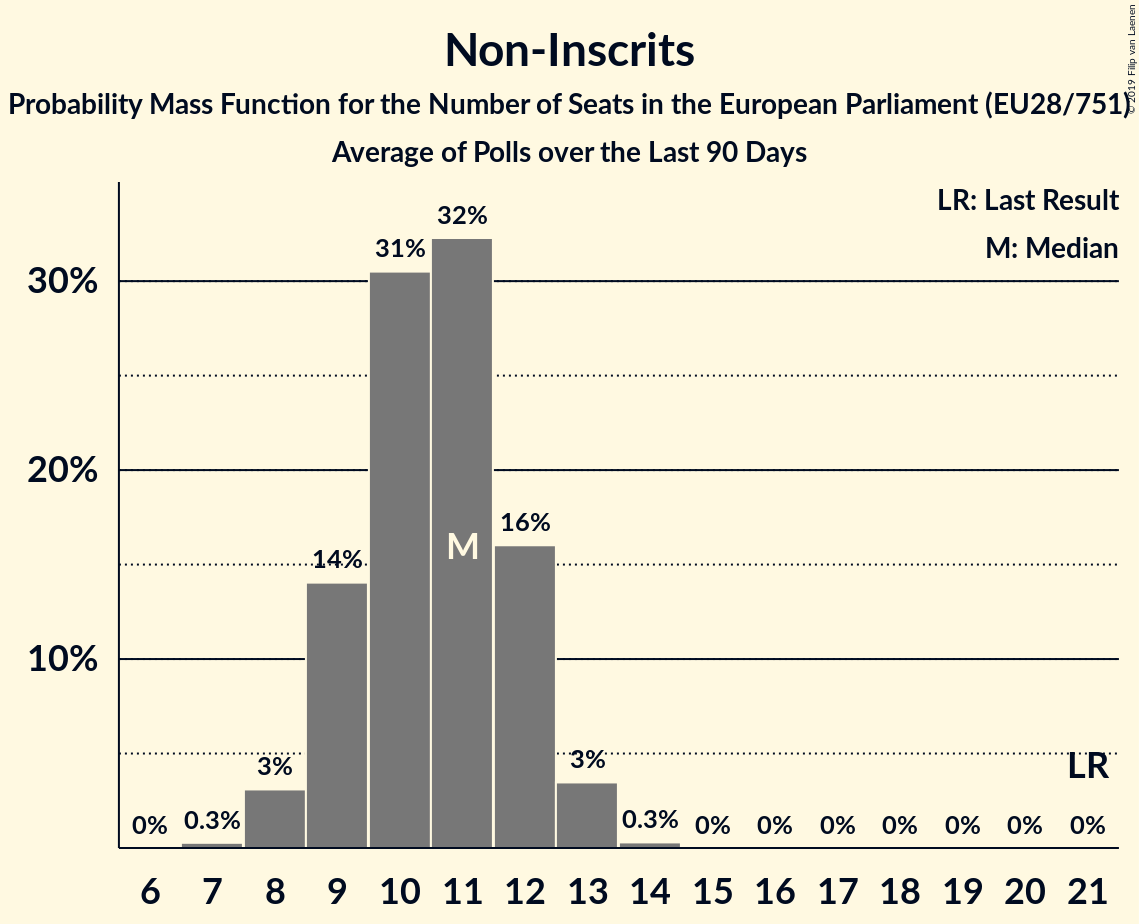 Non-Inscrits
Probability Mass Function for the Number of Seats in the European Parliament (EU28/751)
Average of Polls over the Last 90 Days
© 2019 Filip van Laenen
LR: Last Result
M: Median
32%
31%
30%
20%
16%
M
14%
10%
3%
3%
LR
0%
0.3%
0.3%
0%
0%
0%
0%
0%
0%
0%
6 7 8 9 10 11 12 13 14 15 16 17 18 19 20 21